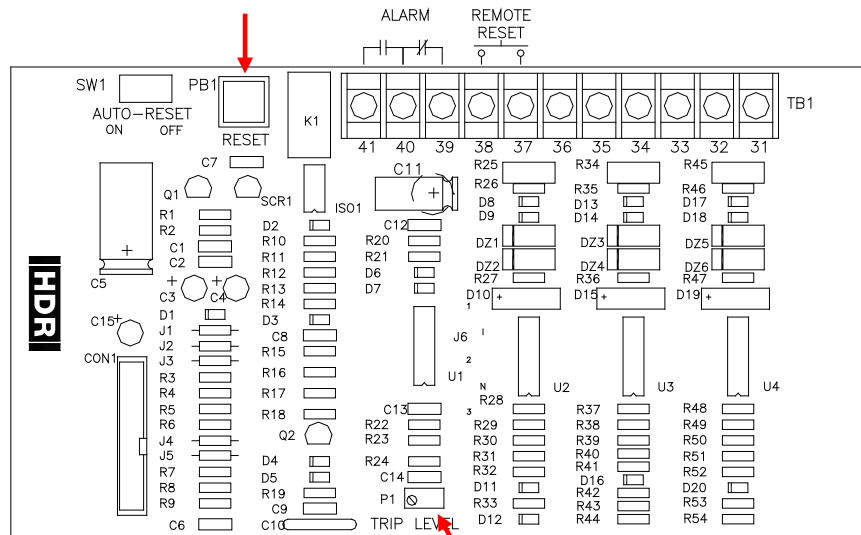 ALARM REMOTE RESET
SW1 PB1 TB1
AUTO-RESET
ON OFF
RESET
K1
41 40 39 38 37 36 35 34 33 32 31
C7 C11 R25 R34 R45
Q1 SCR1 ISO1 R26 R35 R46
D8 D13 D17
R1 D9 D14 D18
R2 D2 C12
C1 R10 R20 DZ1 DZ3 DZ5
C2 R11 R21 DZ2 DZ4 DZ6
+ R12 D6 R27 R36 R47
C5 + C3 + C4 R13 D7 D10 + D15 + D19 +
HDR
R14 1
C15 + D1 D3
J1 C8 J6 I
J2 R15 2
CON1 J3 R16 U1 N U2 U3 U4
R3
R4 R17 R28
R5 R18 C13 3 R37 R48
R6 Q2 R22 R29 R38 R49
J4 R23 R30 R39 R50
J5 D4 R24 R31 R40 R51
R7 D5 C14 R32 R41 R52
R8 R19 P1 D11 D16 D20
R9 C9 R33 R42 R53
R43
C6 C10 TRIP LEVEL D12 R44 R54